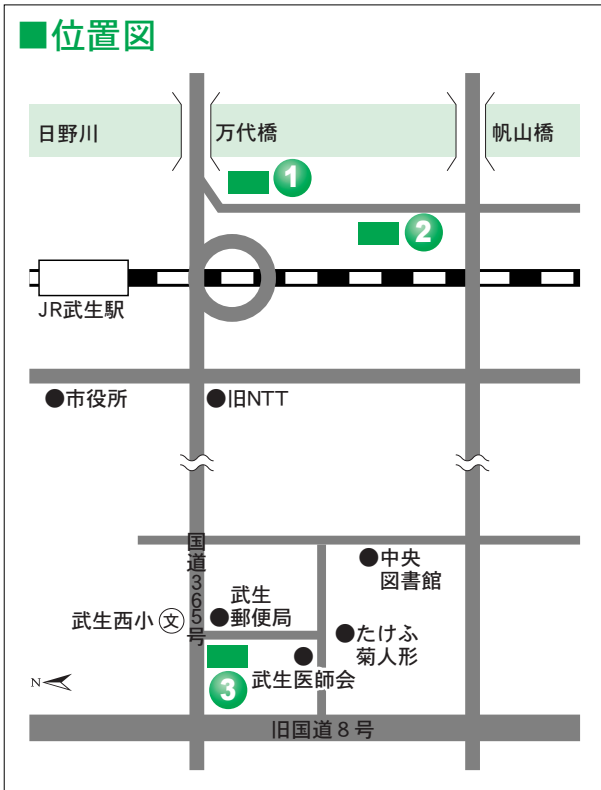 ■位置図
日野川
万代橋
帆山橋
1
2
JR武生駅
●市役所
●旧NTT
国道365号
●中央
図書館
武生西小 文
●武生
郵便局
●たけふ
菊人形
武生医師会
3
N
旧国道8号